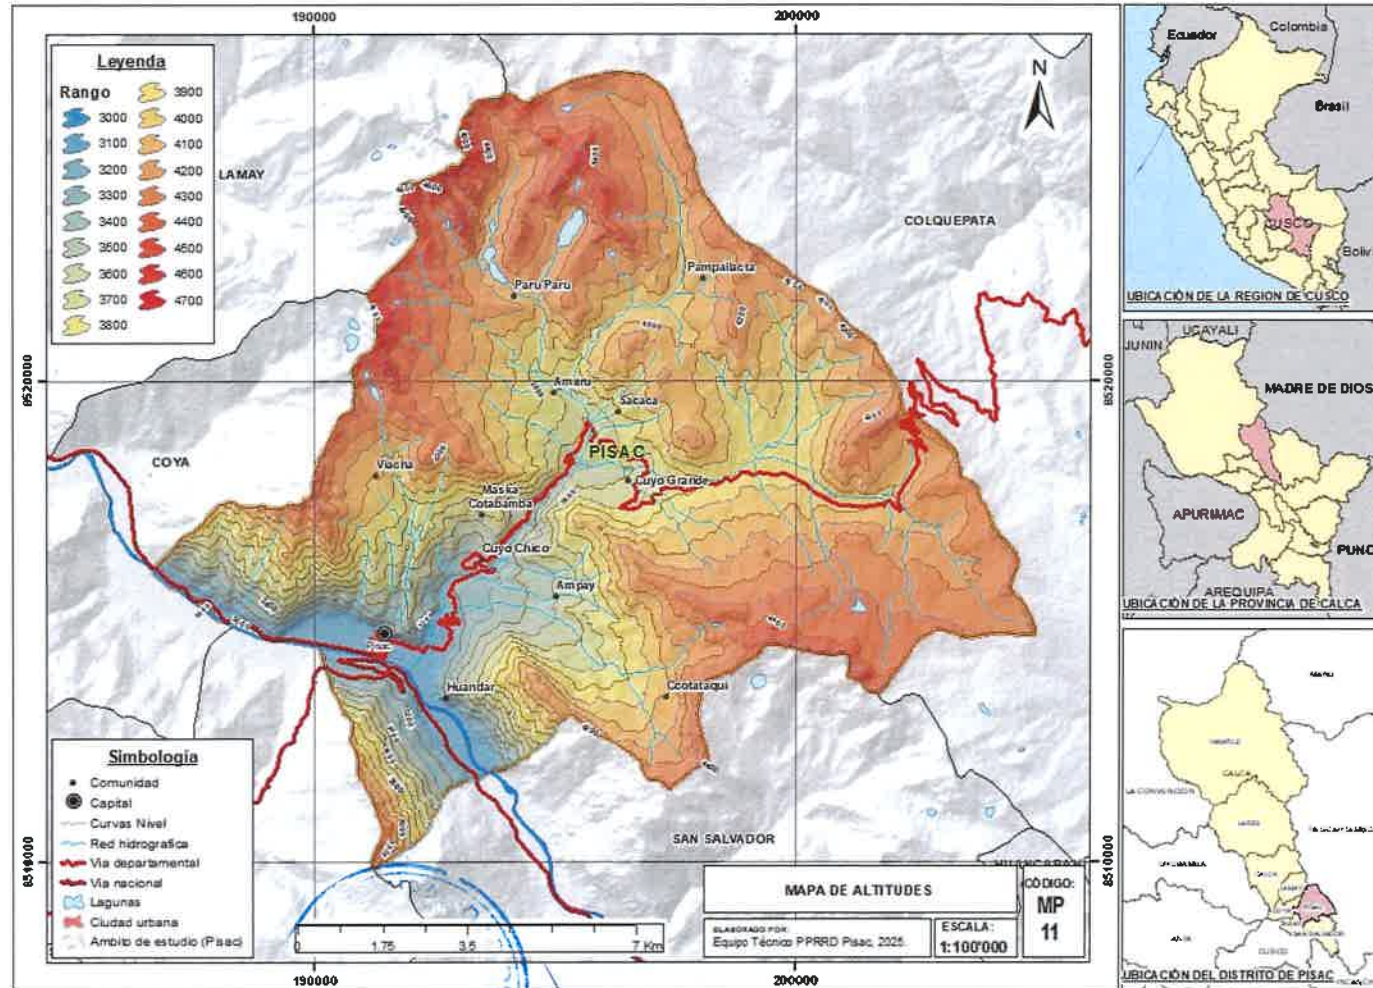 190000
200000
Leyenda
Rango
3000
3100
3200
3300
3400
3500
3600
3700
3800
3900
4000
4100
4200
4300
4400
4500
4600
4700
N
LAMAY
COLQUEPATA
Pampallacta
Paru Paru
8520000
8520000
Amaru
Sacaca
PISAC
COYA
Viacha
Cuyo Grande
Maska
Cotabamba
Cuyo Chico
Ampay
Pisac
Huandar
Ccotataqui
SAN SALVADOR
Simbología
Comunidad
Capital
Curvas Nivel
Red hidrografica
Via departamental
Via nacional
Lagunas
Ciudad urbana
Ambito de estudio (Pisac)
8510000
8510000
0
1.75
3.5
7 Km
MAPA DE ALTITUDES
CÓDIGO:
MP
11
ELABORADO POR:
Equipo Técnico PPRRD Pisac, 2025.
ESCALA:
1:100'000
190000
200000
Ecuador
Colombia
Brasil
CUSCO
Boliv
UBICACIÓN DE LA REGION DE CUSCO
UCAYALI
JUNIN
MADRE DE DIOS
APURIMAC
PUNO
AREQUIPA
UBICACIÓN DE LA PROVINCIA DE CALCA
CALCA
LA CONVENCION
SAN SALVADOR
CUSCO
UBICACIÓN DEL DISTRITO DE PISAC